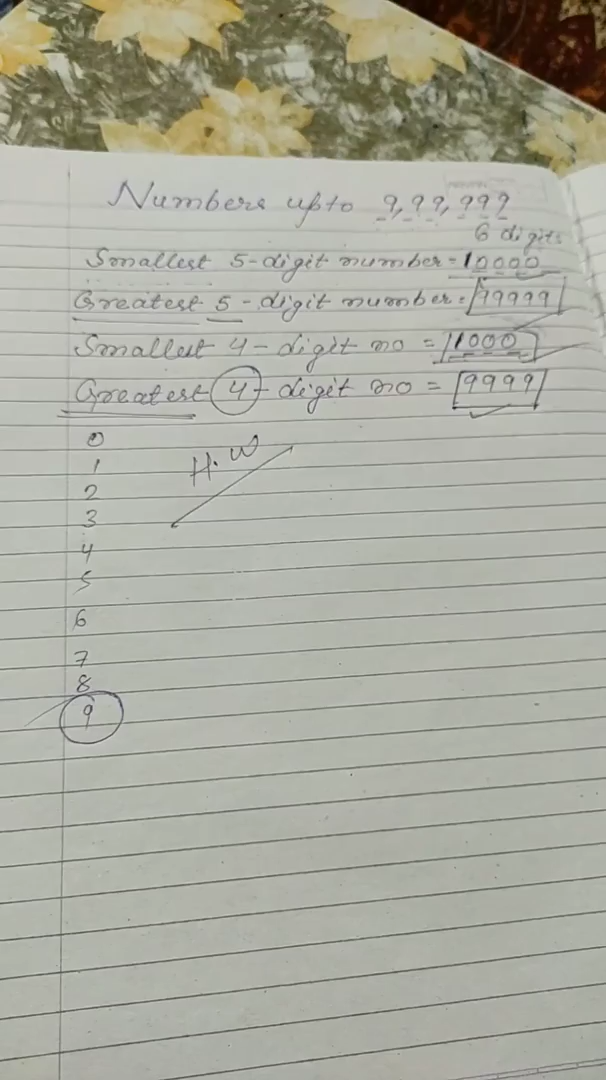 Numbers upto 9,99,999
6 digits
Smallest 5-digit number = 10000
Greatest 5-digit number = 99999
Smallest 4-digit no = 1000
Greatest 4-digit no = 9999
0
1
H.W
2
3
4
5
6
7
8
9